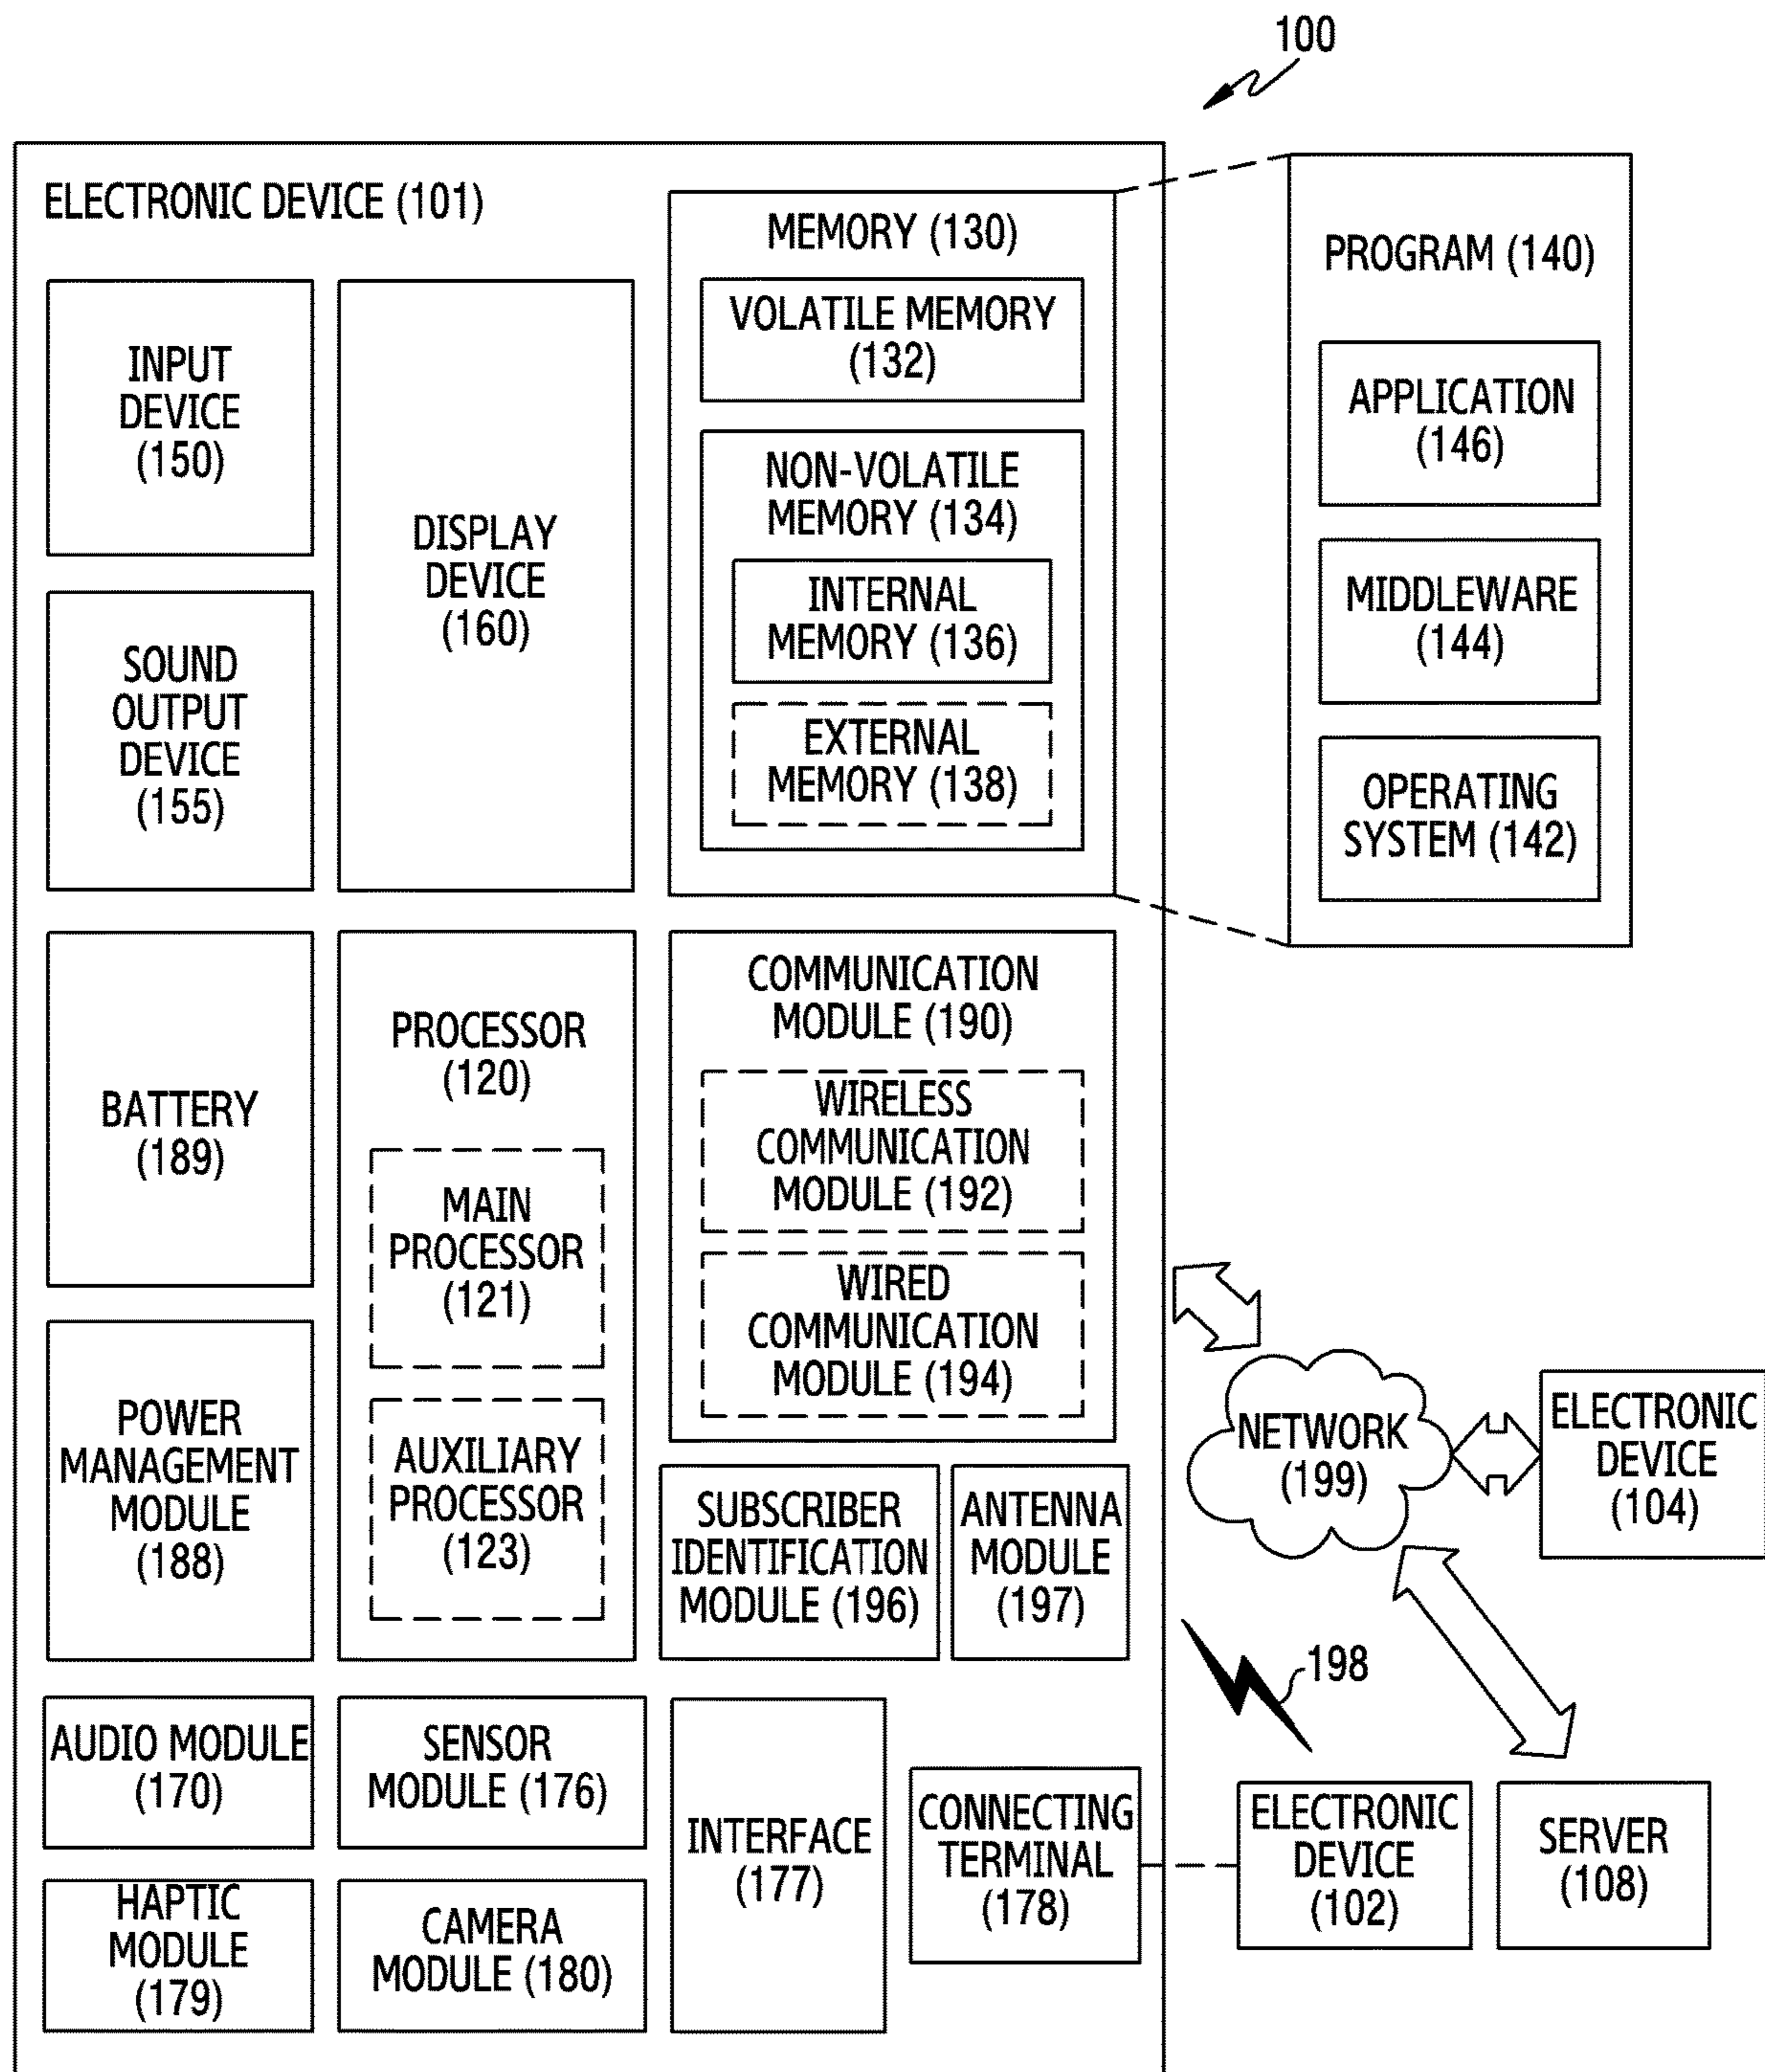 100
ELECTRONIC DEVICE (101)
INPUT
DEVICE
(150)
SOUND
OUTPUT
DEVICE
(155)
DISPLAY
DEVICE
(160)
MEMORY (130)
VOLATILE MEMORY
(132)
NON-VOLATILE
MEMORY (134)
INTERNAL
MEMORY (136)
EXTERNAL
MEMORY (138)
PROGRAM (140)
APPLICATION
(146)
MIDDLEWARE
(144)
OPERATING
SYSTEM (142)
BATTERY
(189)
POWER
MANAGEMENT
MODULE
(188)
PROCESSOR
(120)
MAIN
PROCESSOR
(121)
AUXILIARY
PROCESSOR
(123)
COMMUNICATION
MODULE (190)
WIRELESS
COMMUNICATION
MODULE (192)
WIRED
COMMUNICATION
MODULE (194)
SUBSCRIBER
IDENTIFICATION
MODULE (196)
ANTENNA
MODULE
(197)
NETWORK
(199)
ELECTRONIC
DEVICE
(104)
198
AUDIO MODULE
(170)
SENSOR
MODULE (176)
HAPTIC
MODULE
(179)
CAMERA
MODULE (180)
INTERFACE
(177)
CONNECTING
TERMINAL
(178)
ELECTRONIC
DEVICE
(102)
SERVER
(108)